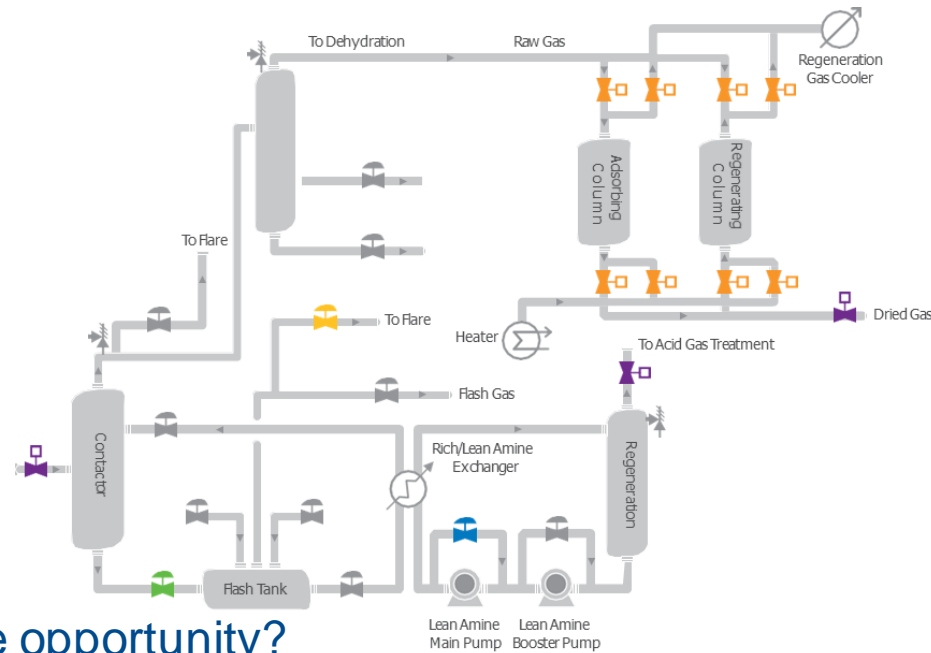 To Dehydration
Raw Gas
Regeneration
Gas Cooler
Adsorbing
Column
Regenerating
Column
To Flare
To Flare
Heater
Dried Gas
To Acid Gas Treatment
Flash Gas
Contactor
Rich/Lean Amine
Exchanger
Regeneration
Flash Tank
Lean Amine
Main Pump
Lean Amine
Booster Pump
e opportunity?